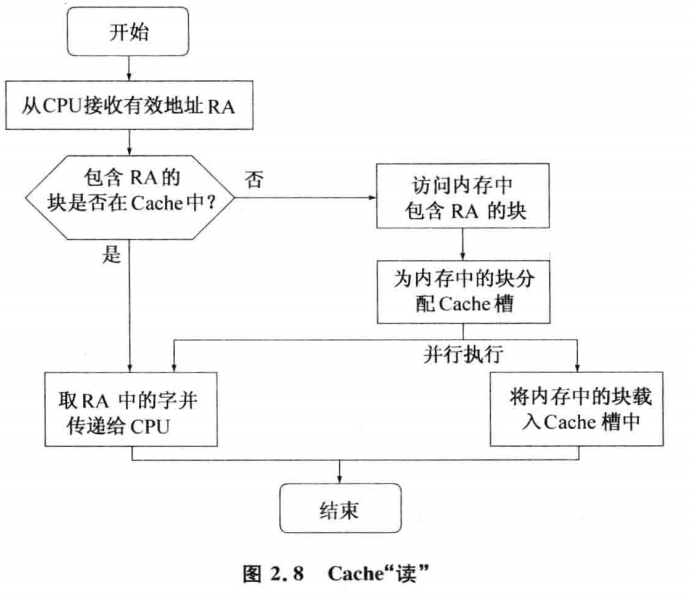 开始
从CPU接收有效地址RA
包含 RA 的
块是否在Cache中？
否
是
访问内存中
包含 RA 的块
为内存中的块分
配Cache槽
并行执行
取RA 中的字并
传递给CPU
将内存中的块载
入Cache 槽中
结束
图 2.8 Cache“读”